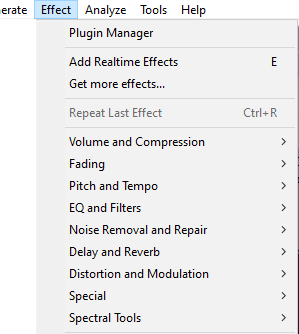 nerate Effect Analyze Tools Help
Plugin Manager
Add Realtime Effects E
Get more effects...
Repeat Last Effect Ctrl+R
Volume and Compression
Fading
Pitch and Tempo
EQ and Filters
Noise Removal and Repair
Delay and Reverb
Distortion and Modulation
Special
Spectral Tools